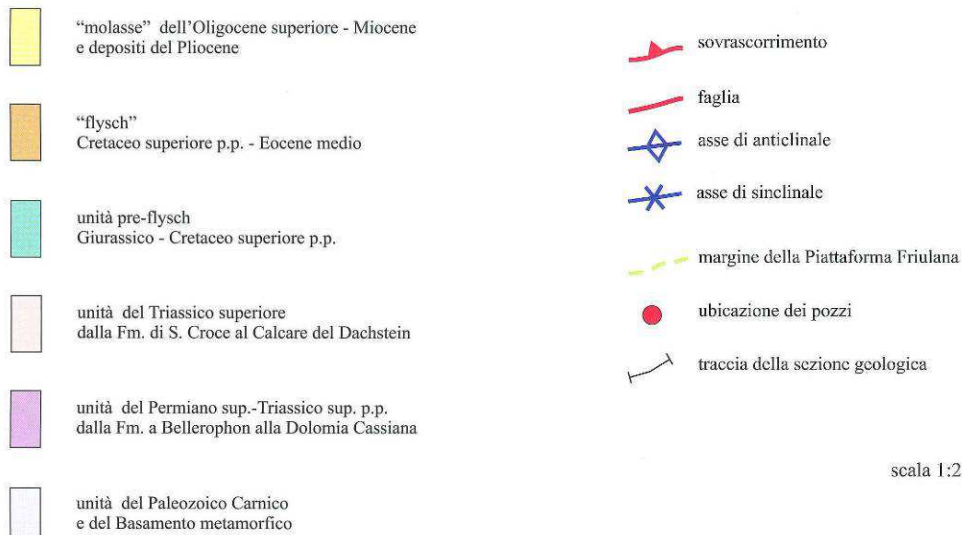 “molasse” dell’Oligocene superiore - Miocene
e depositi del Pliocene
“flysch”
Cretaceo superiore p.p. - Eocene medio
unità pre-flysch
Giurassico - Cretaceo superiore p.p.
unità del Triassico superiore
dalla Fm. di S. Croce al Calcare del Dachstein
unità del Permiano sup.-Triassico sup. p.p.
dalla Fm. a Bellerophon alla Dolomia Cassiana
unità del Paleozoico Carnico
e del Basamento metamorfico
sovrascorrimento
faglia
asse di anticlinale
asse di sinclinale
margine della Piattaforma Friulana
ubicazione dei pozzi
traccia della sezione geologica
scala 1:2